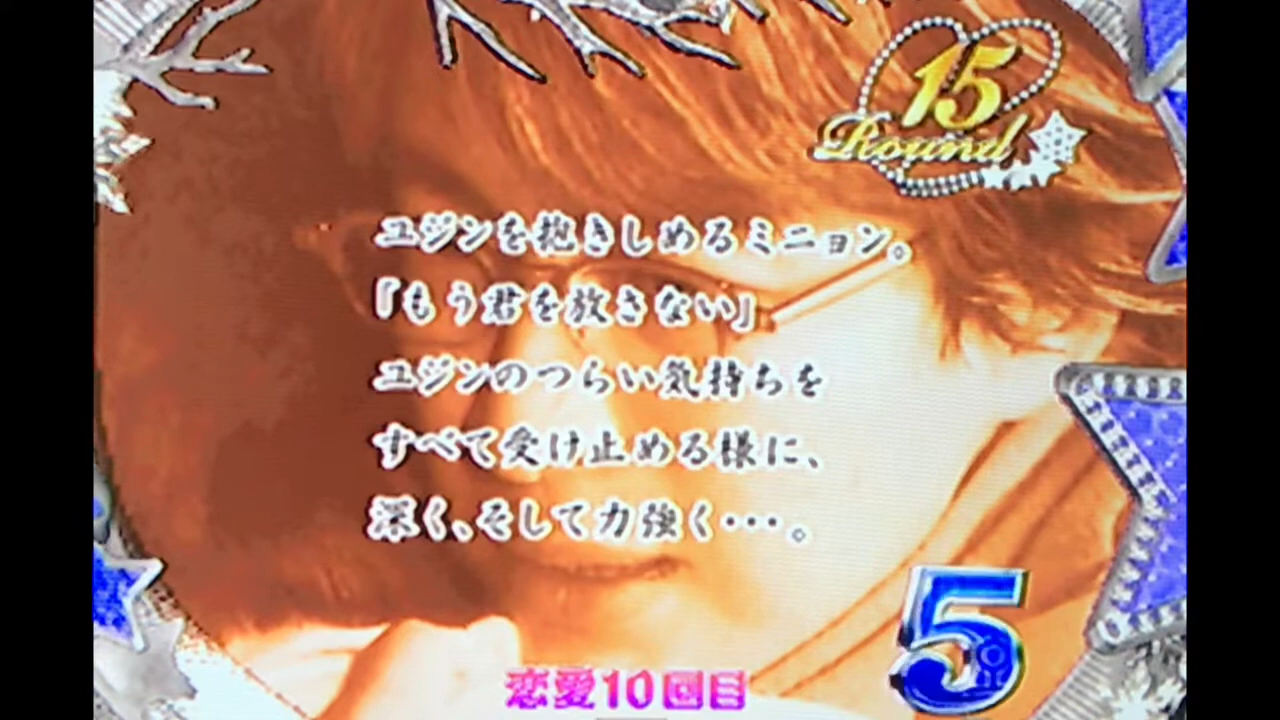 15
Round
ユジンを抱きしめるミニョン。
「もう君を放さない」
ユジンのつらい気持ちを
すべて受け止める様に、
深く、そして力強く・・・。
5
恋愛10回目